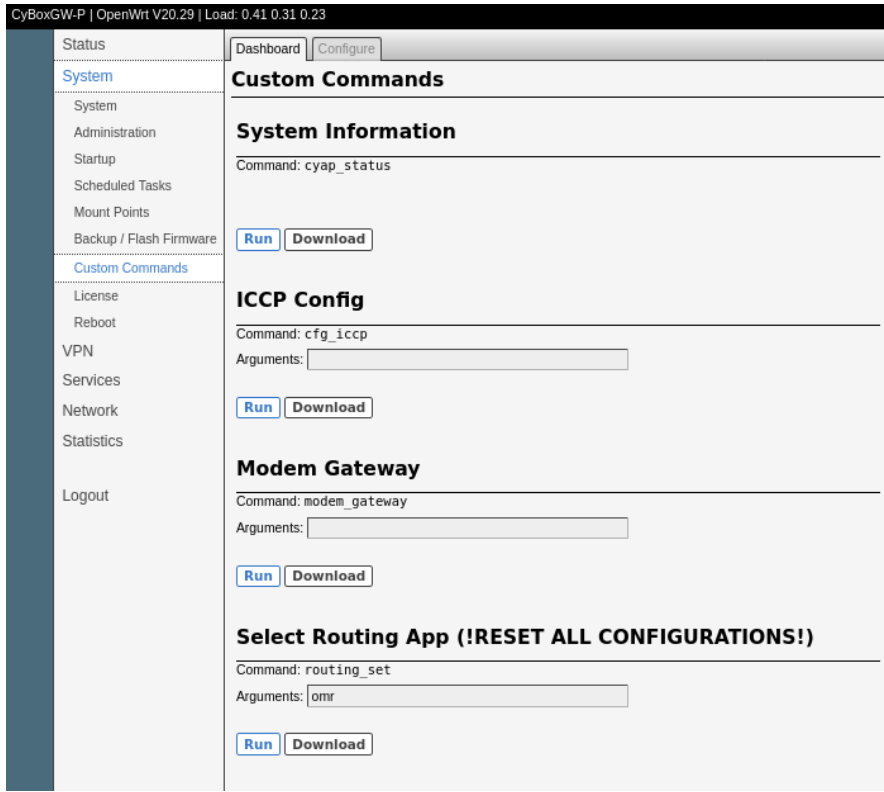 CyBoxGW-P | OpenWrt V20.29 | Load: 0.41 0.31 0.23
Status
System
System
Administration
Startup
Scheduled Tasks
Mount Points
Backup / Flash Firmware
Custom Commands
License
Reboot
VPN
Services
Network
Statistics
Logout
Dashboard Configure
Custom Commands
System Information
Command: cyap_status
Run Download
ICCP Config
Command: cfg_iccp
Arguments:
Run Download
Modem Gateway
Command: modem_gateway
Arguments:
Run Download
Select Routing App (!RESET ALL CONFIGURATIONS!)
Command: routing_set
Arguments: omr
Run Download